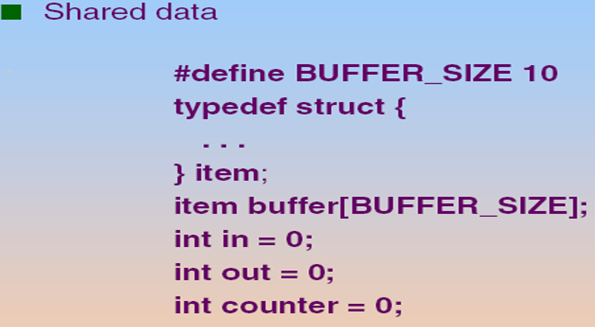 Shared data
#define BUFFER_SIZE 10
typedef struct {
. . .
} item;
item buffer[BUFFER_SIZE];
int in = 0;
int out = 0;
int counter = 0;